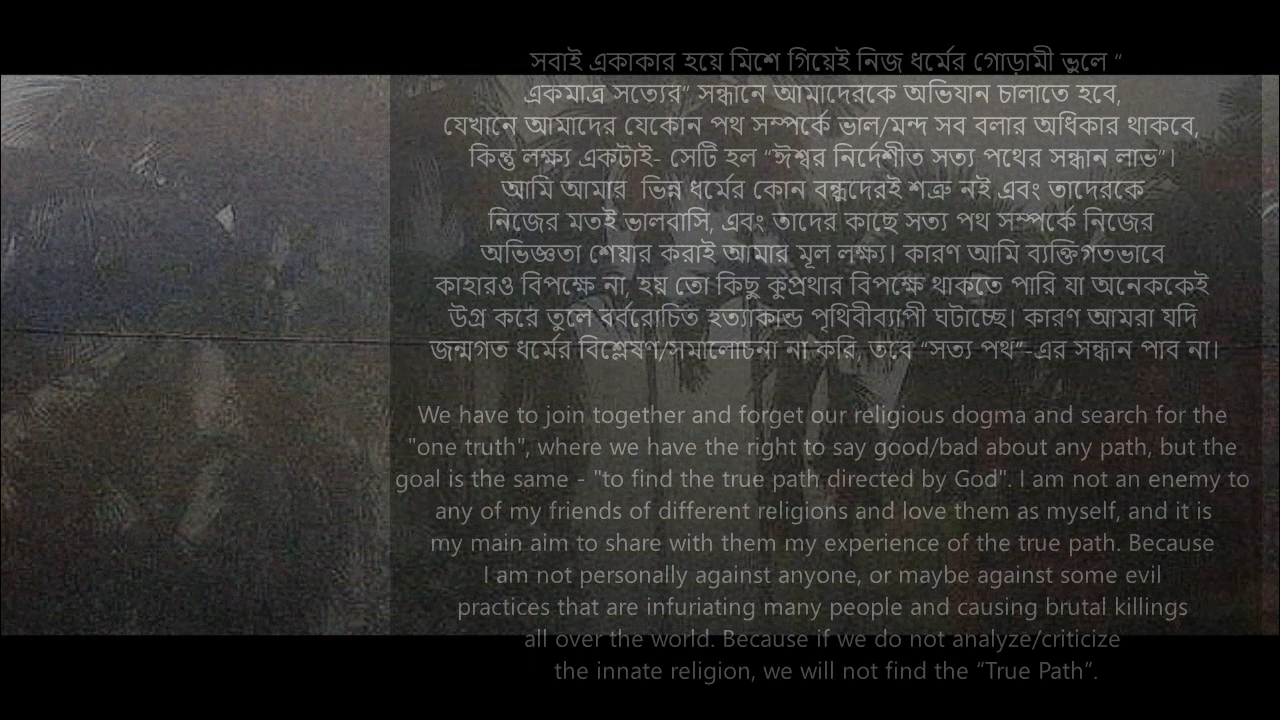 সবাই একাকার হয়ে মিশে গিয়েই নিজ ধর্মের গোড়ামী ভুলে “
একমাত্র সত্যের” সন্ধানে আমাদেরকে অভিযান চালাতে হবে,
যেখানে আমাদের যেকোন পথ সম্পর্কে ভাল/মন্দ সব বলার অধিকার থাকবে,
কিন্তু লক্ষ্য একটাই- সেটি হল “ঈশ্বর নির্দেশীত সত্য পথের সন্ধান লাভ”।
আমি আমার  ভিন্ন ধর্মের কোন বন্ধুদেরই শত্রু নই এবং তাদেরকে
নিজের মতই ভালবাসি, এবং তাদের কাছে সত্য পথ সম্পর্কে নিজের
অভিজ্ঞতা শেয়ার করাই আমার মূল লক্ষ্য। কারণ আমি ব্যক্তিগতভাবে
কাহারও বিপক্ষে না, হয় তো কিছু কুপ্রথার বিপক্ষে থাকতে পারি যা অনেককেই
উগ্র করে তুলে বর্বরোচিত হত্যাকান্ড পৃথিবীব্যাপী ঘটাচ্ছে। কারণ আমরা যদি
জন্মগত ধর্মের বিশ্লেষণ/সমালোচনা না করি, তবে “সত্য পথ”-এর সন্ধান পাব না।
We have to join together and forget our religious dogma and search for the
"one truth", where we have the right to say good/bad about any path, but the
goal is the same - "to find the true path directed by God". I am not an enemy to
any of my friends of different religions and love them as myself, and it is
my main aim to share with them my experience of the true path. Because
I am not personally against anyone, or maybe against some evil
practices that are infuriating many people and causing brutal killings
all over the world. Because if we do not analyze/criticize
the innate religion, we will not find the “True Path”.